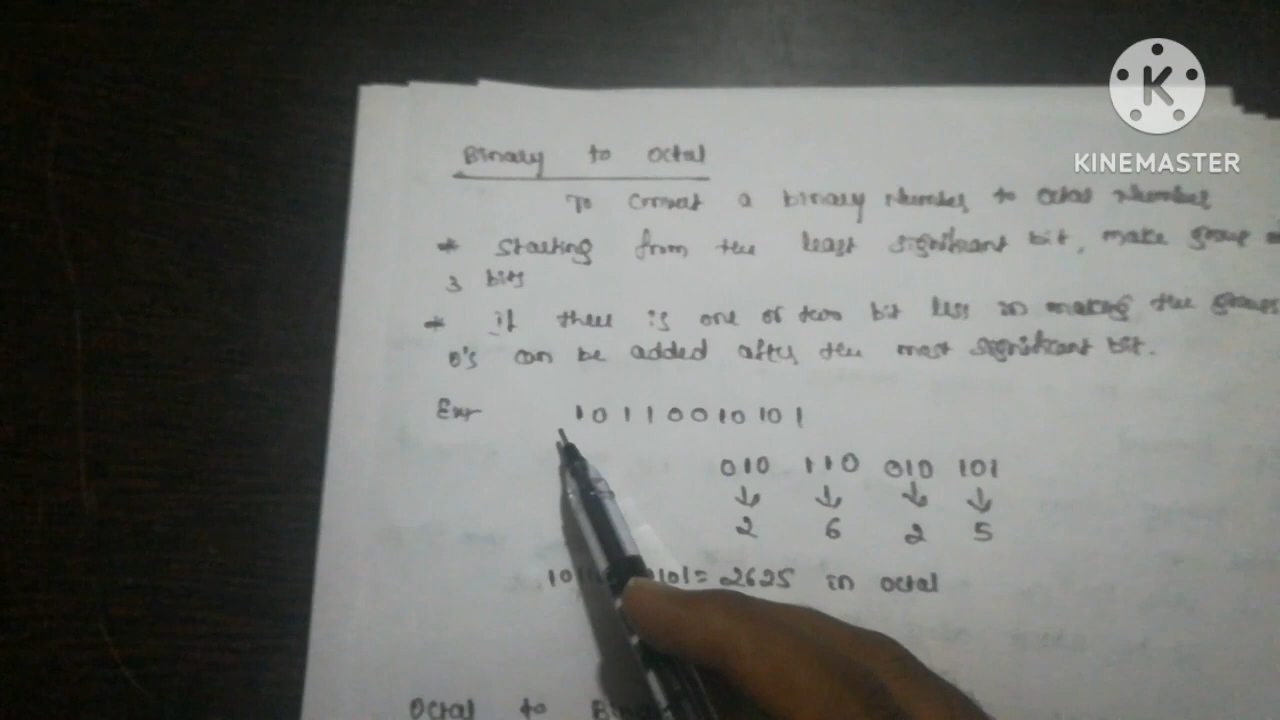 KINEMASTER
Binary to Octal
To convert a binary number to octal number
* Starting from the least significant bit, make group
3 bits
* if there is one or two bit less in making the groups
0's can be added after the most significant bit.
Ex:- 10110010101
010 110 010 101
2 6 2 5
101 = 2625 in octal
Octal to